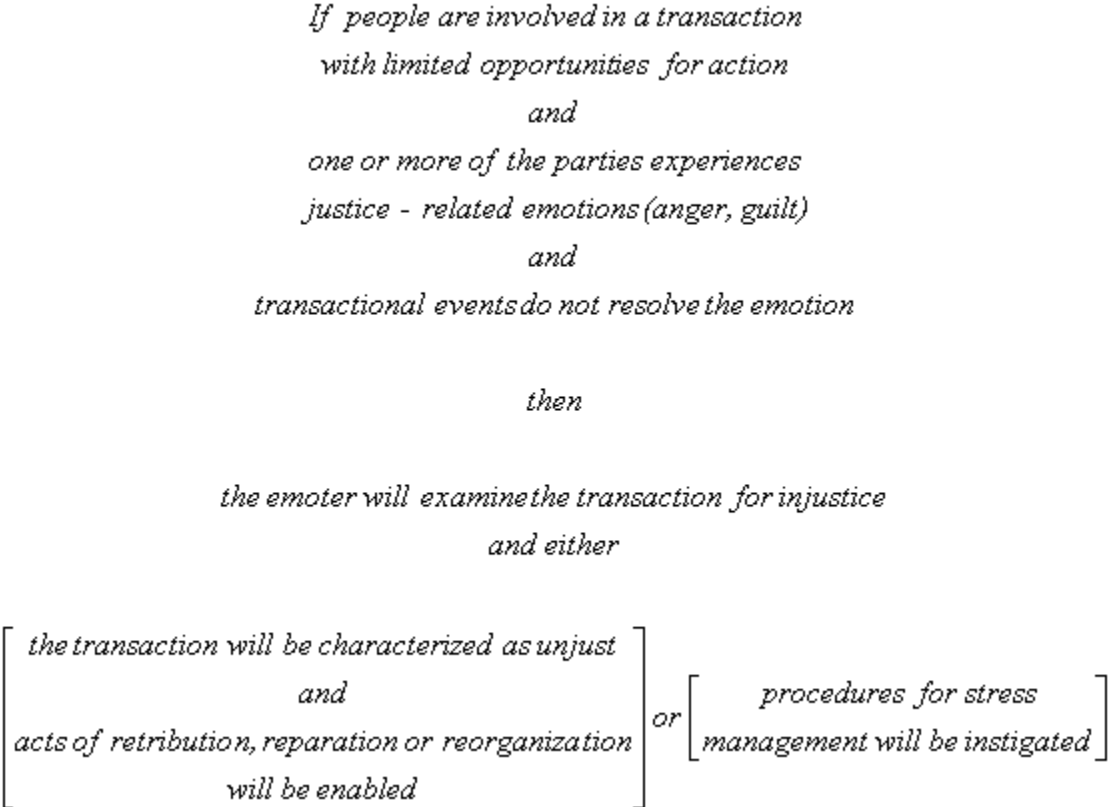 If people are involved in a transaction
with limited opportunities for action
and
one or more of the parties experiences
justice - related emotions (anger, guilt)
and
transactional events do not resolve the emotion
then
the emoter will examine the transaction for injustice
and either
the transaction will be characterized as unjust
and
acts of retribution, reparation or reorganization
will be enabled
or
procedures for stress
management will be instigated